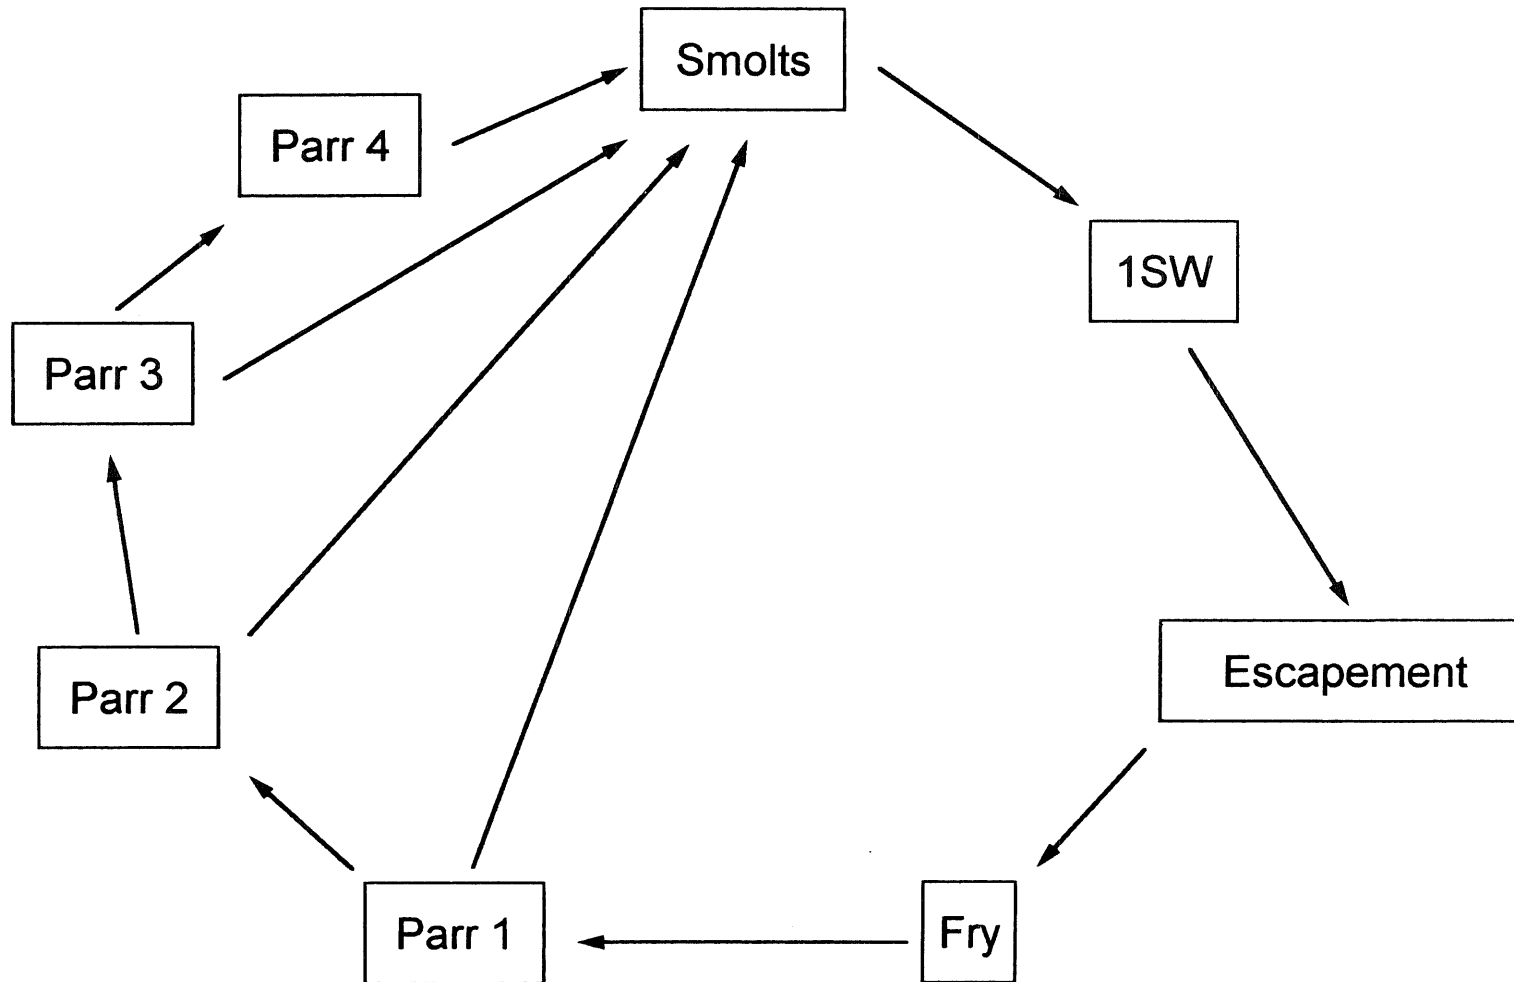 Smolts
Parr 4
1SW
Parr 3
Escapement
Parr 2
Parr 1
Fry